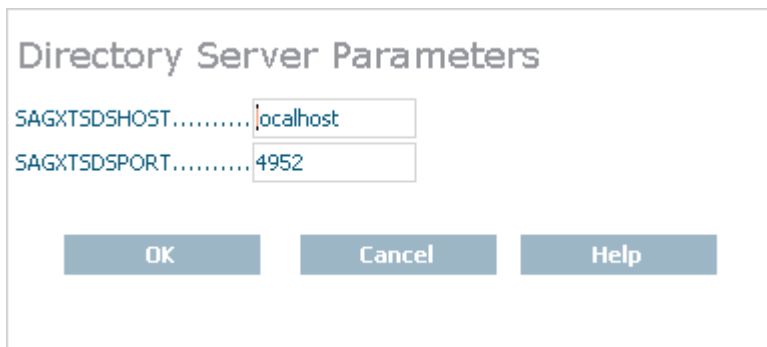 Directory Server Parameters
SAGXTSDSHOST.......... localhost
SAGXTSDSPORT.......... 4952
OK Cancel Help